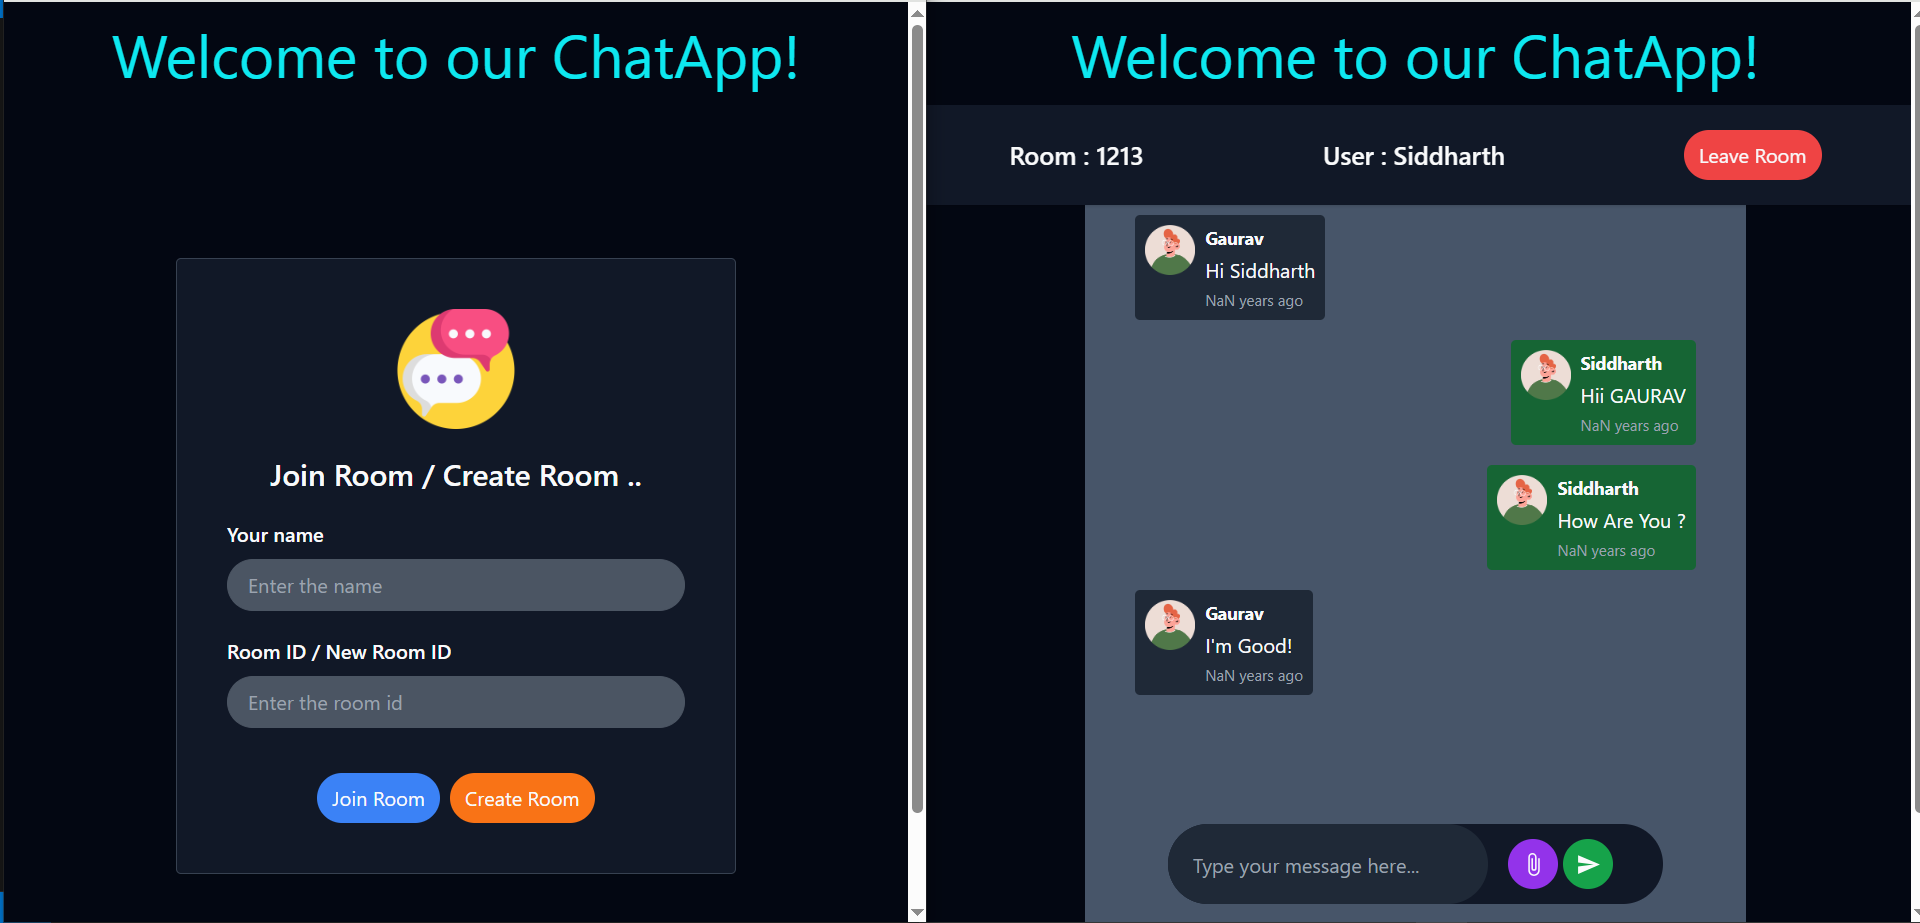 Welcome to our ChatApp!
Join Room / Create Room ..
Your name
Enter the name
Room ID / New Room ID
Enter the room id
Join Room
Create Room
Welcome to our ChatApp!
Room : 1213
User : Siddharth
Leave Room
Gaurav
Hi Siddharth
NaN years ago
Siddharth
Hii GAURAV
NaN years ago
Siddharth
How Are You ?
NaN years ago
Gaurav
I'm Good!
NaN years ago
Type your message here...